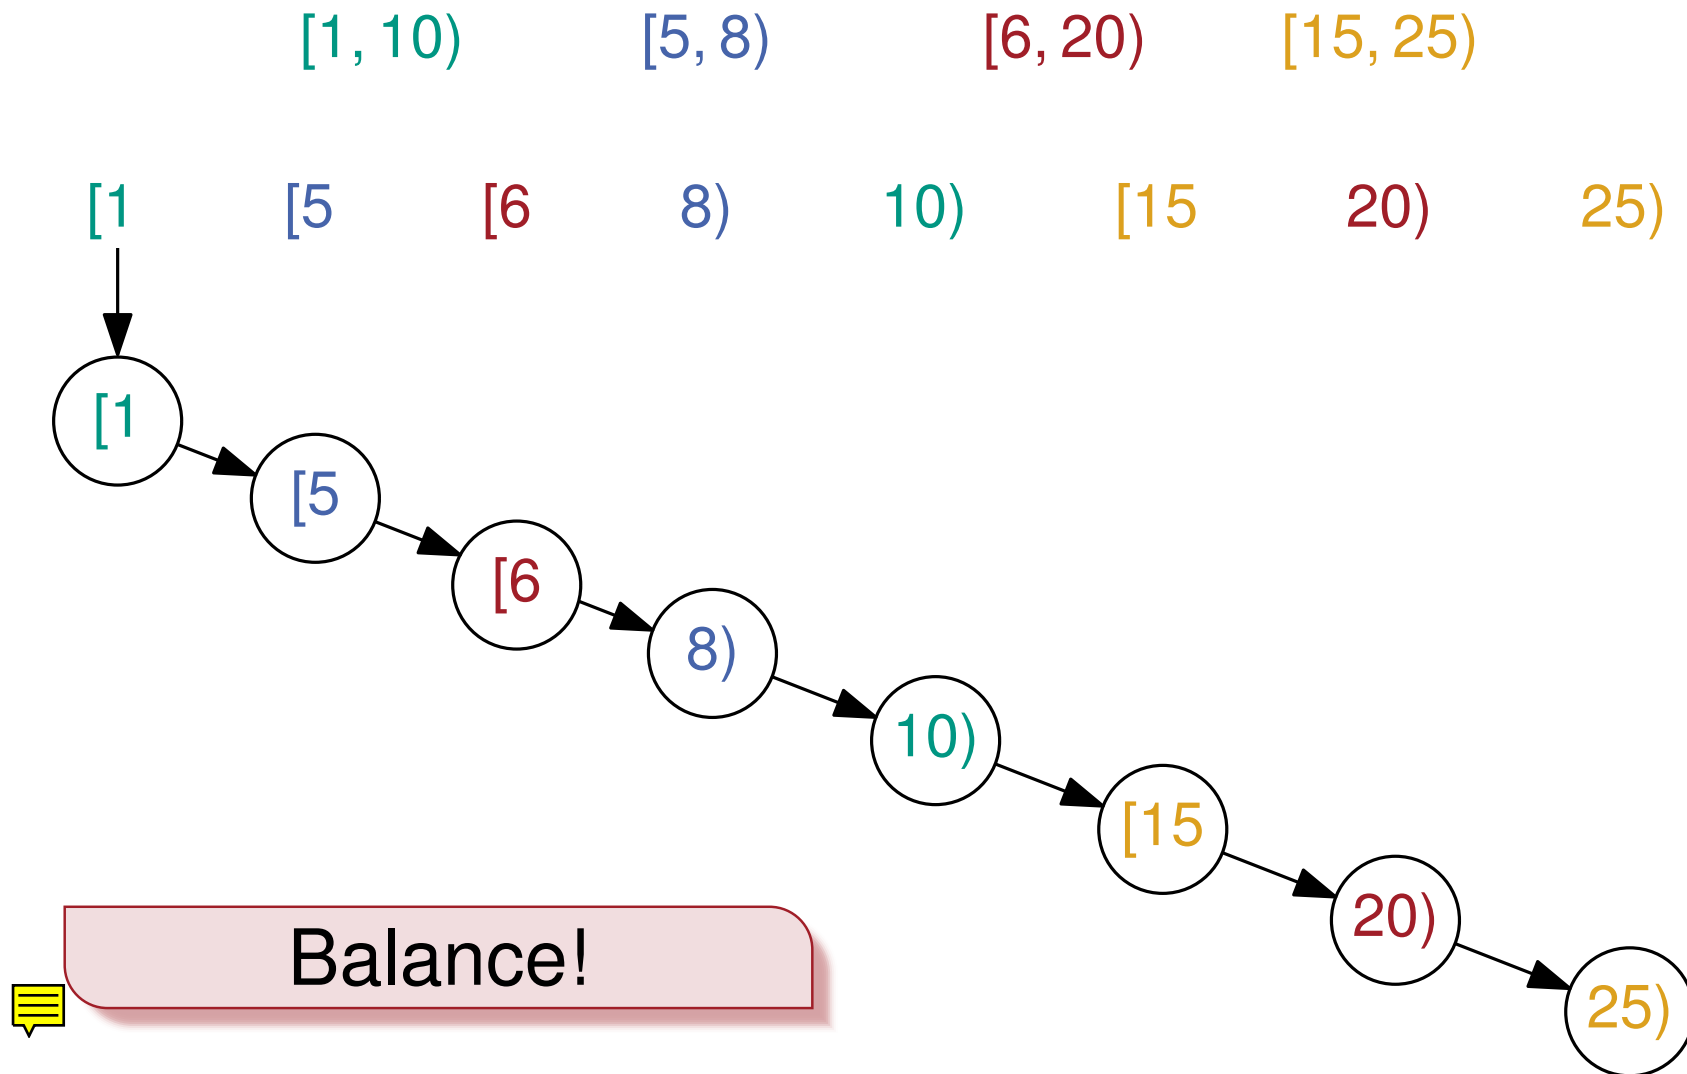 [1, 10) [5, 8) [6, 20) [15, 25)
[1 [5 [6 8) 10) [15 20) 25)
[1
[5
[6
8)
10)
[15
20)
25)
Balance!